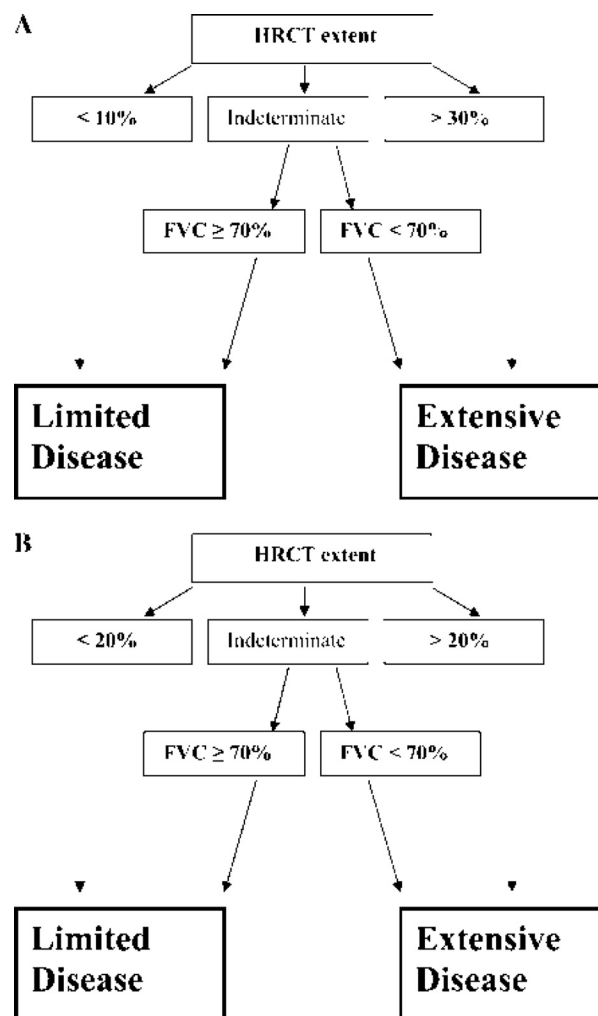 A
HRCT extent
< 10%
Indeterminate
> 30%
FVC ≥ 70%
FVC < 70%
Limited
Disease
Extensive
Disease
B
HRCT extent
< 20%
Indeterminate
> 20%
FVC ≥ 70%
FVC < 70%
Limited
Disease
Extensive
Disease